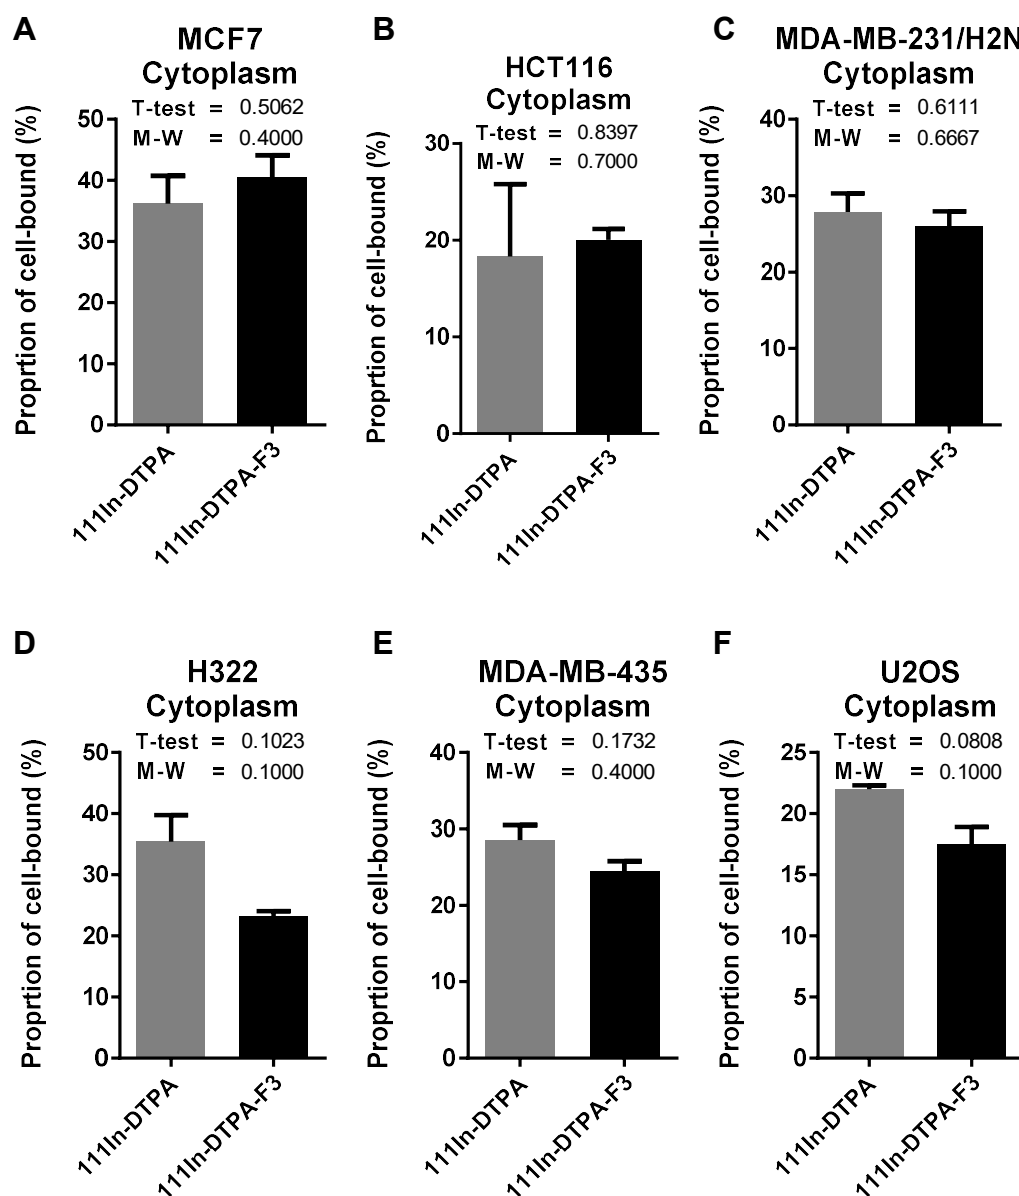 A
MCF7
Cytoplasm
T-test = 0.5062
M-W = 0.4000
Proprtion of cell-bound (%)
50
40
30
20
10
0
111In-DTPA
111In-DTPA-F3
B
HCT116
Cytoplasm
T-test = 0.8397
M-W = 0.7000
Proprtion of cell-bound (%)
30
20
10
0
111In-DTPA
111In-DTPA-F3
C
MDA-MB-231/H2N
Cytoplasm
T-test = 0.6111
M-W = 0.6667
Proprtion of cell-bound (%)
40
30
20
10
0
111In-DTPA
111In-DTPA-F3
D
H322
Cytoplasm
T-test = 0.1023
M-W = 0.1000
Proprtion of cell-bound (%)
50
40
30
20
10
0
111In-DTPA
111In-DTPA-F3
E
MDA-MB-435
Cytoplasm
T-test = 0.1732
M-W = 0.4000
Proprtion of cell-bound (%)
40
30
20
10
0
111In-DTPA
111In-DTPA-F3
F
U2OS
Cytoplasm
T-test = 0.0808
M-W = 0.1000
Proprtion of cell-bound (%)
25
20
15
10
5
0
111In-DTPA
111In-DTPA-F3